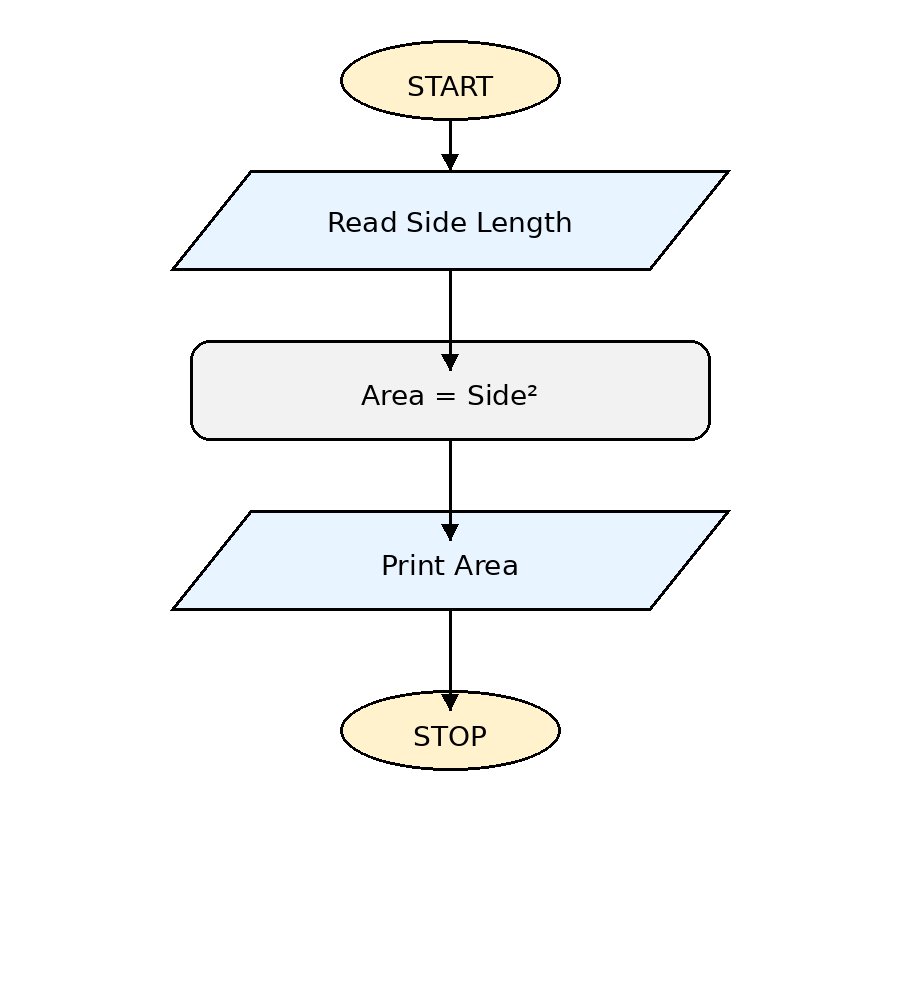 START
Read Side Length
Area = Side²
Print Area
STOP